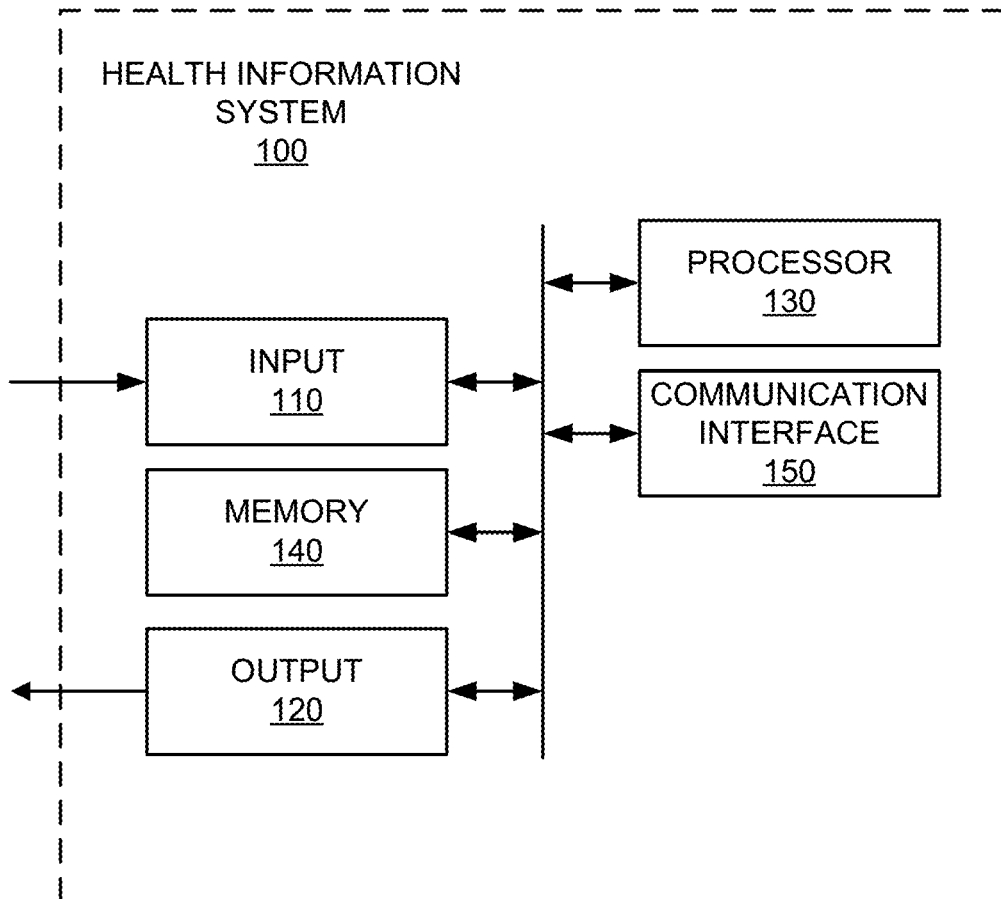 HEALTH INFORMATION
SYSTEM
100
PROCESSOR
130
INPUT
110
COMMUNICATION
INTERFACE
150
MEMORY
140
OUTPUT
120